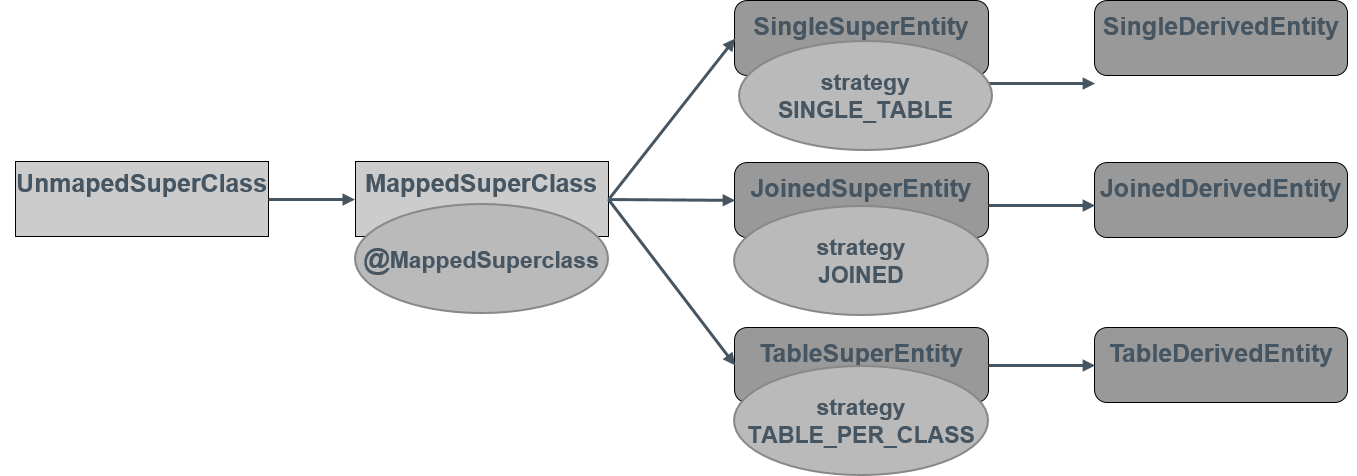 UnmapedSuperClass
MappedSuperClass
@MappedSuperclass
SingleSuperEntity
strategy
SINGLE_TABLE
SingleDerivedEntity
JoinedSuperEntity
strategy
JOINED
JoinedDerivedEntity
TableSuperEntity
strategy
TABLE_PER_CLASS
TableDerivedEntity